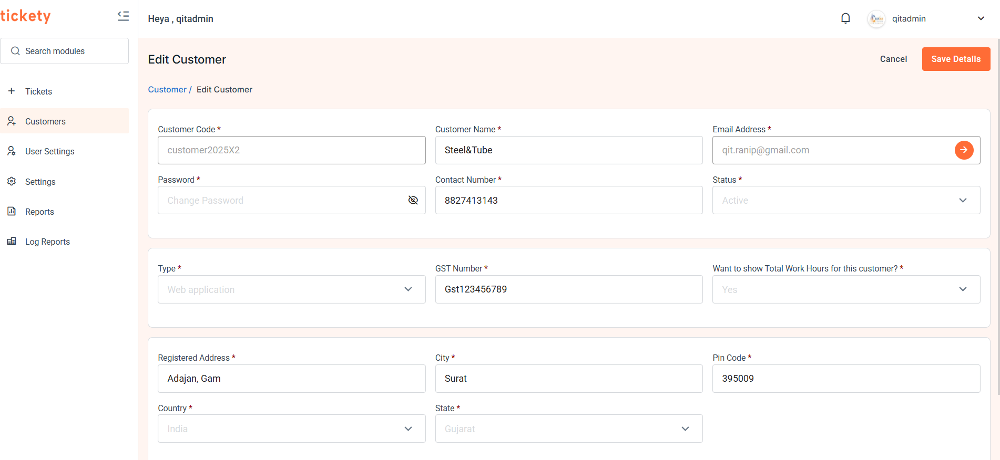 tickety
Heya , qitadmin
qitadmin
Search modules
Tickets
Customers
User Settings
Settings
Reports
Log Reports
Edit Customer
Cancel
Save Details
Customer / Edit Customer
Customer Code *
Customer Name *
Email Address *
customer2025X2
Steel&Tube
qit.ranip@gmail.com
Password *
Contact Number *
Status *
Change Password
8827413143
Active
Type *
GST Number *
Want to show Total Work Hours for this customer? *
Web application
Gst123456789
Yes
Registered Address *
City *
Pin Code *
Adajan, Gam
Surat
395009
Country *
State *
India
Gujarat